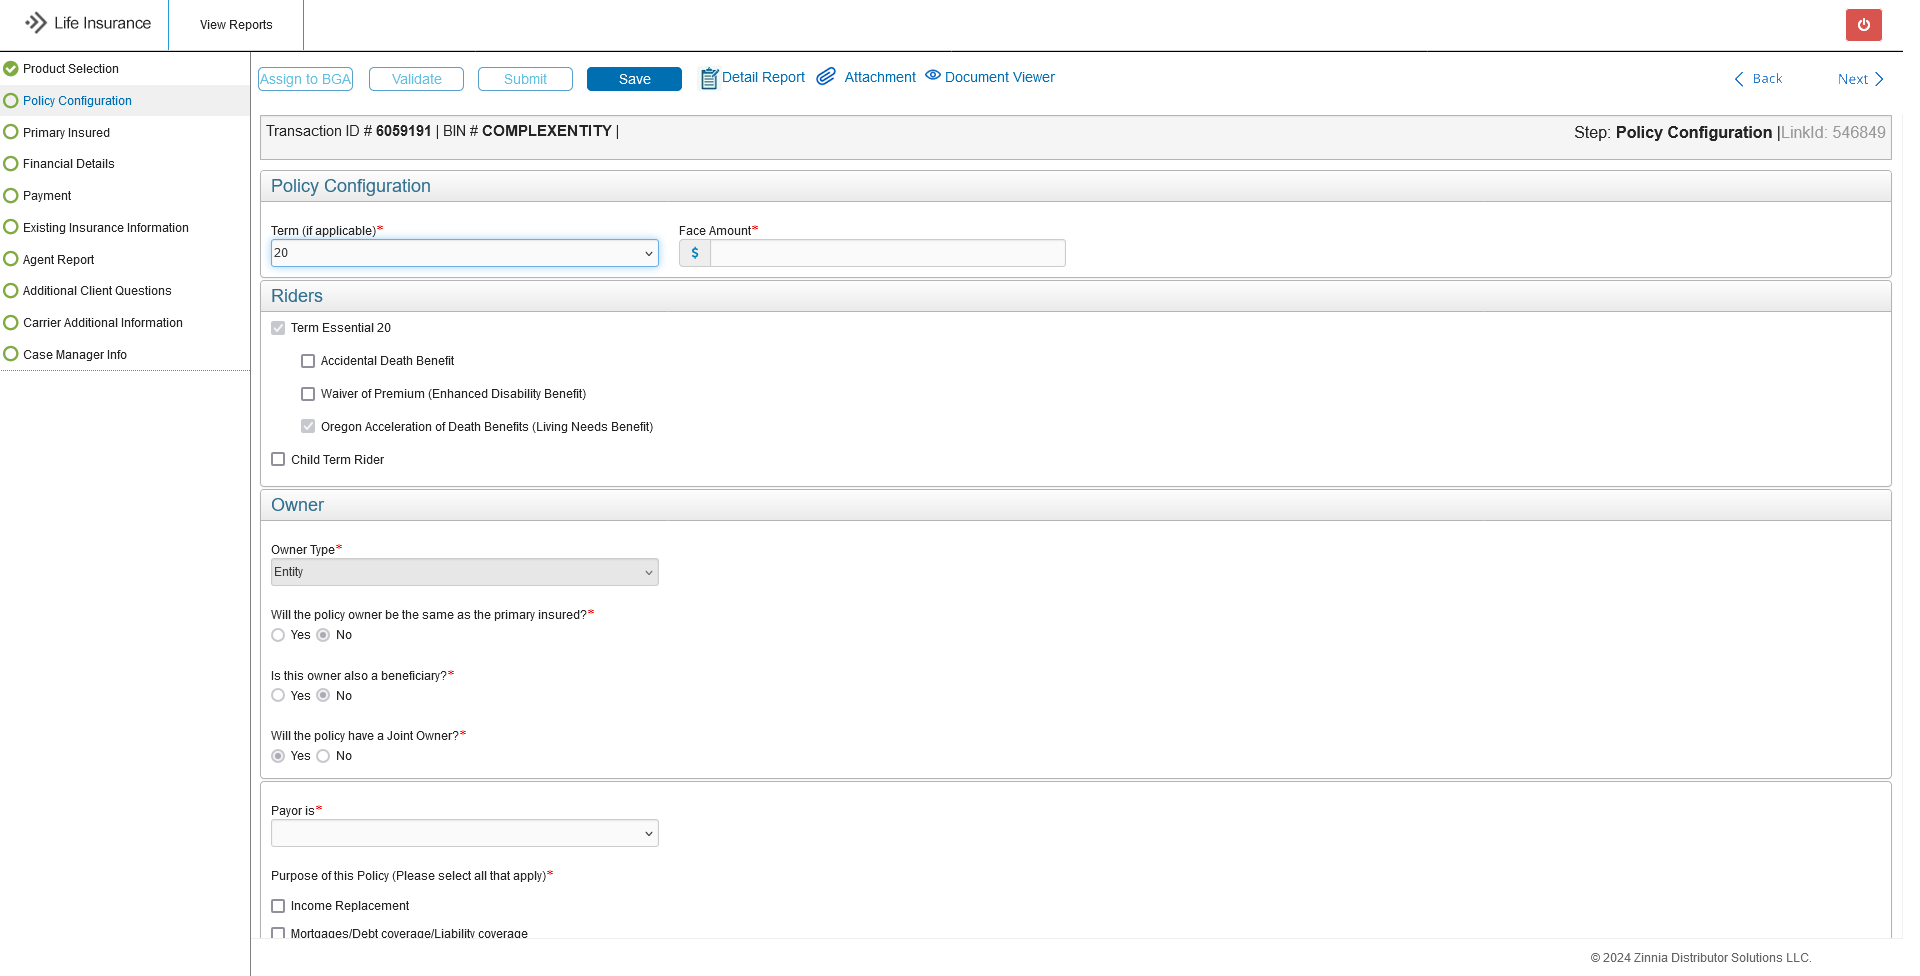 Life Insurance
View Reports
Product Selection
Policy Configuration
Primary Insured
Financial Details
Payment
Existing Insurance Information
Agent Report
Additional Client Questions
Carrier Additional Information
Case Manager Info
Assign to BGA Validate Submit Save Detail Report Attachment Document Viewer Back Next
Transaction ID # 6059191 | BIN # COMPLEXENTITY |
Step: Policy Configuration |LinkId: 546849
Policy Configuration
Term (if applicable)* Face Amount*
20 $
Riders
Term Essential 20
Accidental Death Benefit
Waiver of Premium (Enhanced Disability Benefit)
Oregon Acceleration of Death Benefits (Living Needs Benefit)
Child Term Rider
Owner
Owner Type*
Entity
Will the policy owner be the same as the primary insured?*
Yes No
Is this owner also a beneficiary?*
Yes No
Will the policy have a Joint Owner?*
Yes No
Payor is*
Purpose of this Policy (Please select all that apply)*
Income Replacement
Mortgages/Debt coverage/Liability coverage
© 2024 Zinnia Distributor Solutions LLC.